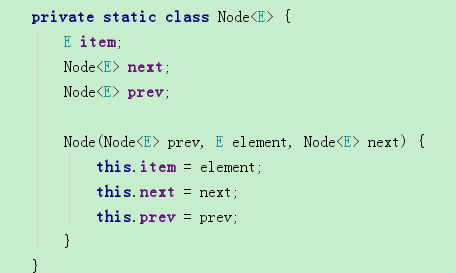 private static class Node<E> {
    E item;
    Node<E> next;
    Node<E> prev;

    Node(Node<E> prev, E element, Node<E> next) {
        this.item = element;
        this.next = next;
        this.prev = prev;
    }
}